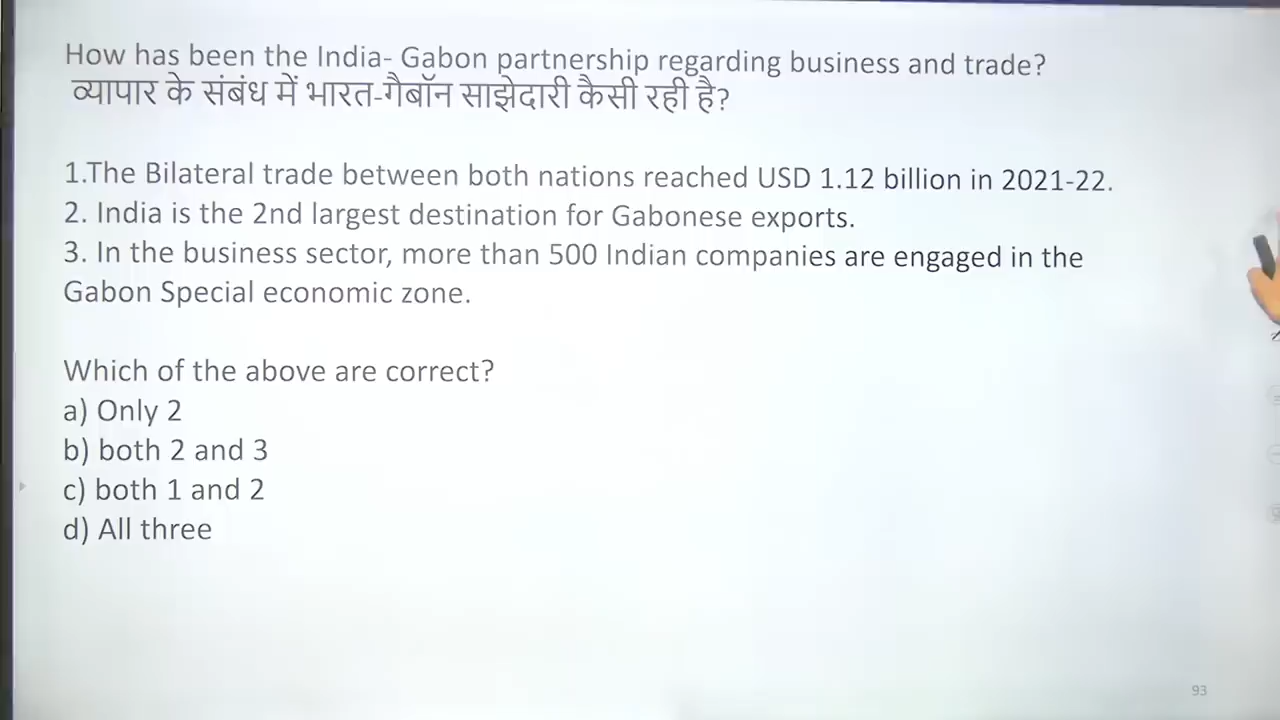 How has been the India- Gabon partnership regarding business and trade?
व्यापार के संबंध में भारत-गैबॉन साझेदारी कैसी रही है?
1.The Bilateral trade between both nations reached USD 1.12 billion in 2021-22.
2. India is the 2nd largest destination for Gabonese exports.
3. In the business sector, more than 500 Indian companies are engaged in the
Gabon Special economic zone.
Which of the above are correct?
a) Only 2
b) both 2 and 3
c) both 1 and 2
d) All three
93